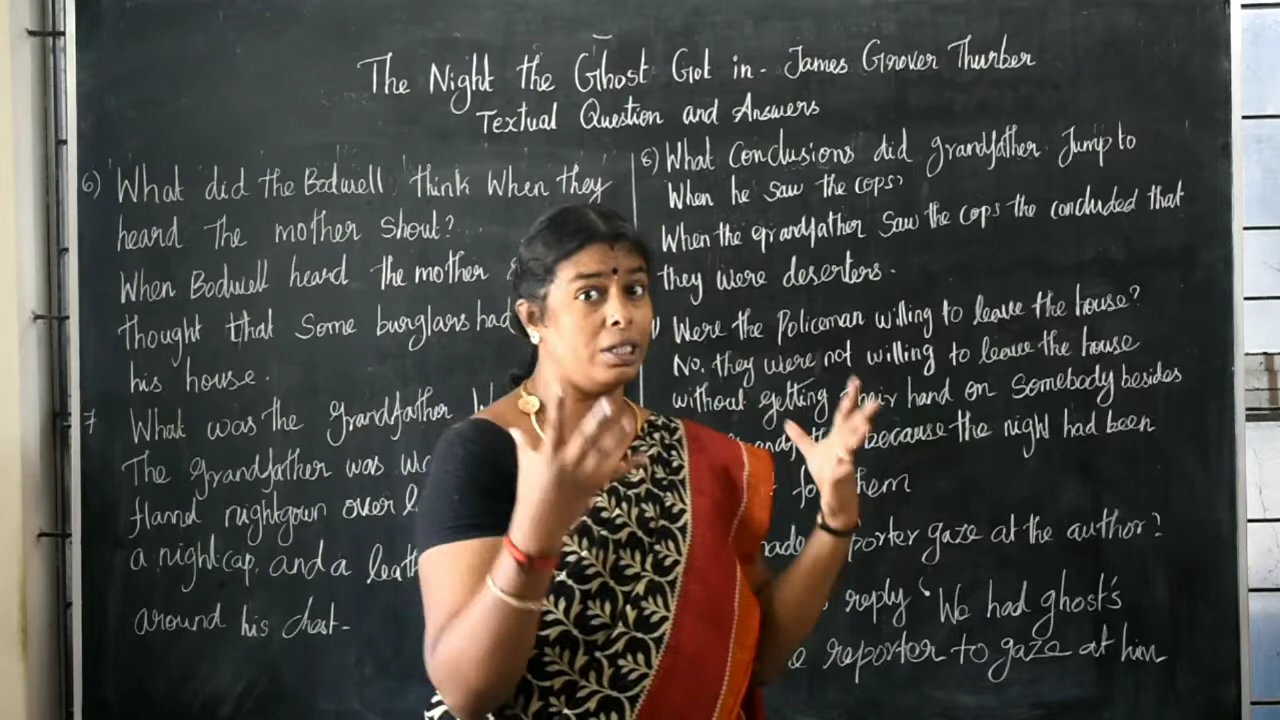 The Night the Ghost Got in - James Grover Thurber
Textual Question and Answers
6) What did the Bodwell think When they
heard the mother shout?
When Bodwell heard the mother
thought that Some burglars had
his house.
7 What was the grandfather
The grandfather was
flannel nightgown over
a nightcap, and a
around his chest-
What Conclusions did grandfather Jump to
When he saw the cops?
When the grandfather saw the cops the concluded that
they were deserters.
Were the Policeman willing to leave the house?
No, they were not willing to leave the house
without getting their hand on Somebody besides
because the night had been
them
gaze at the author?
reply "We had ghost's
reporter to gaze at him